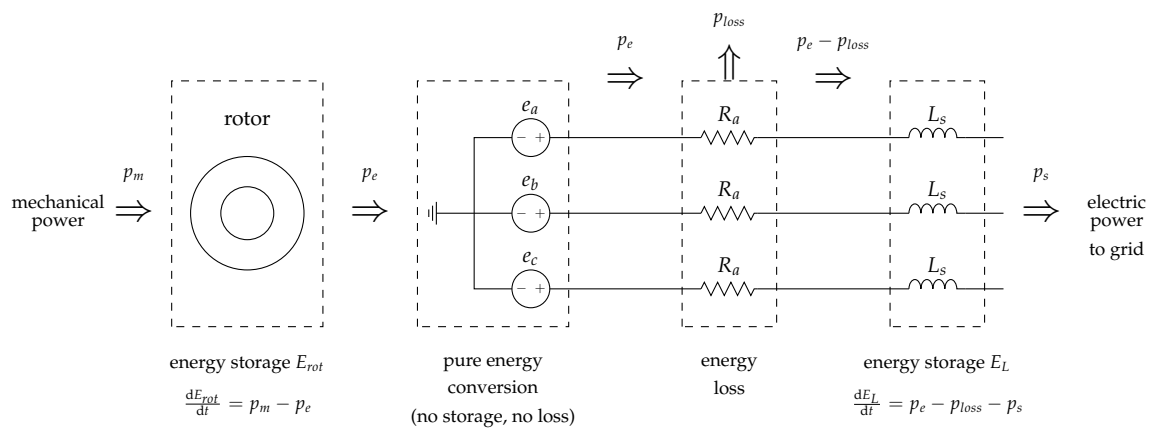 p_loss
p_e
p_e − p_loss
rotor
e_a
R_a
L_s
p_m
p_e
e_b
R_a
L_s
p_s
mechanical
power
electric
power
to grid
e_c
R_a
L_s
− +
− +
− +
energy storage E_rot
dE_rot/dt = p_m − p_e
pure energy
conversion
(no storage, no loss)
energy
loss
energy storage E_L
dE_L/dt = p_e − p_loss − p_s